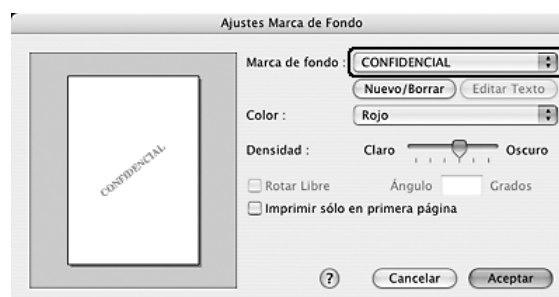 Ajustes Marca de Fondo
Marca de fondo : CONFIDENCIAL
Nuevo/Borrar Editar Texto
Color : Rojo
Densidad : Claro Oscuro
CONFIDENCIAL
Rotar Libre Ángulo Grados
Imprimir sólo en primera página
? Cancelar Aceptar